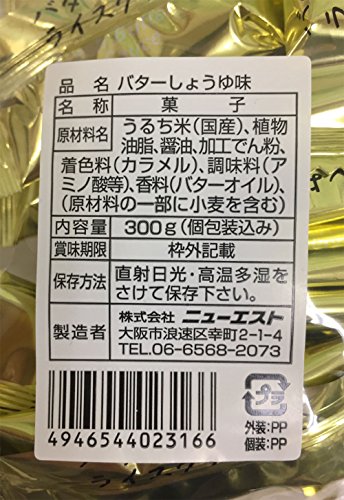 バタ
ライスク
品名 バターしょうゆ味
名称 菓子
原材料名 うるち米(国産)、植物
油脂、醤油、加工でん粉、
着色料(カラメル)、調味料(ア
ミノ酸等)、香料(バターオイル)、
(原材料の一部に小麦を含む)
内容量 300g(個包装込み)
賞味期限 枠外記載
保存方法 直射日光・高温多湿を
さけて保存下さい。
製造者 株式会社 ニューエスト
大阪市浪速区幸町2-1-4
TEL.06-6568-2073
4946544023166
プラ
外装:PP
個装:PP